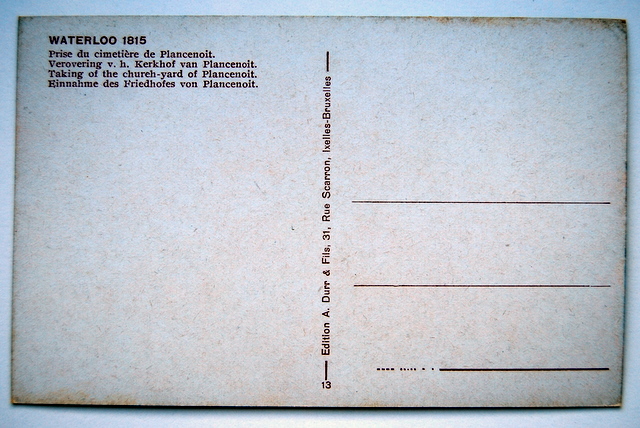 WATERLOO 1815
Prise du cimetière de Plancenoit.
Verovering v. h. Kerkhof van Plancenoit.
Taking of the chureh-yard of Plancenoit.
Einnahme des Friedhofes von Plancenoit.
Edition A. Durr & Fils, 31, Rue Scarron, Ixelles-Bruxelles
13